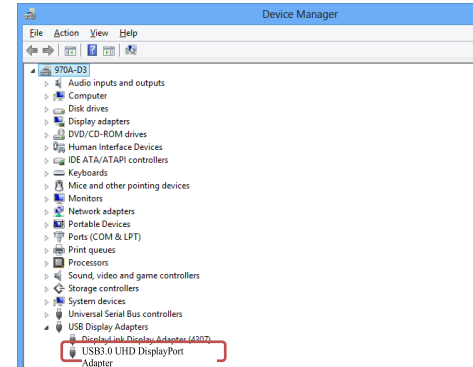 Device Manager
File Action View Help
970A-D3
Audio inputs and outputs
Computer
Disk drives
Display adapters
DVD/CD-ROM drives
Human Interface Devices
IDE ATA/ATAPI controllers
Keyboards
Mice and other pointing devices
Monitors
Network adapters
Portable Devices
Ports (COM & LPT)
Print queues
Processors
Sound, video and game controllers
Storage controllers
System devices
Universal Serial Bus controllers
USB Display Adapters
DisplayLink Display Adapter (4307)
USB3.0 UHD DisplayPort
Adapter